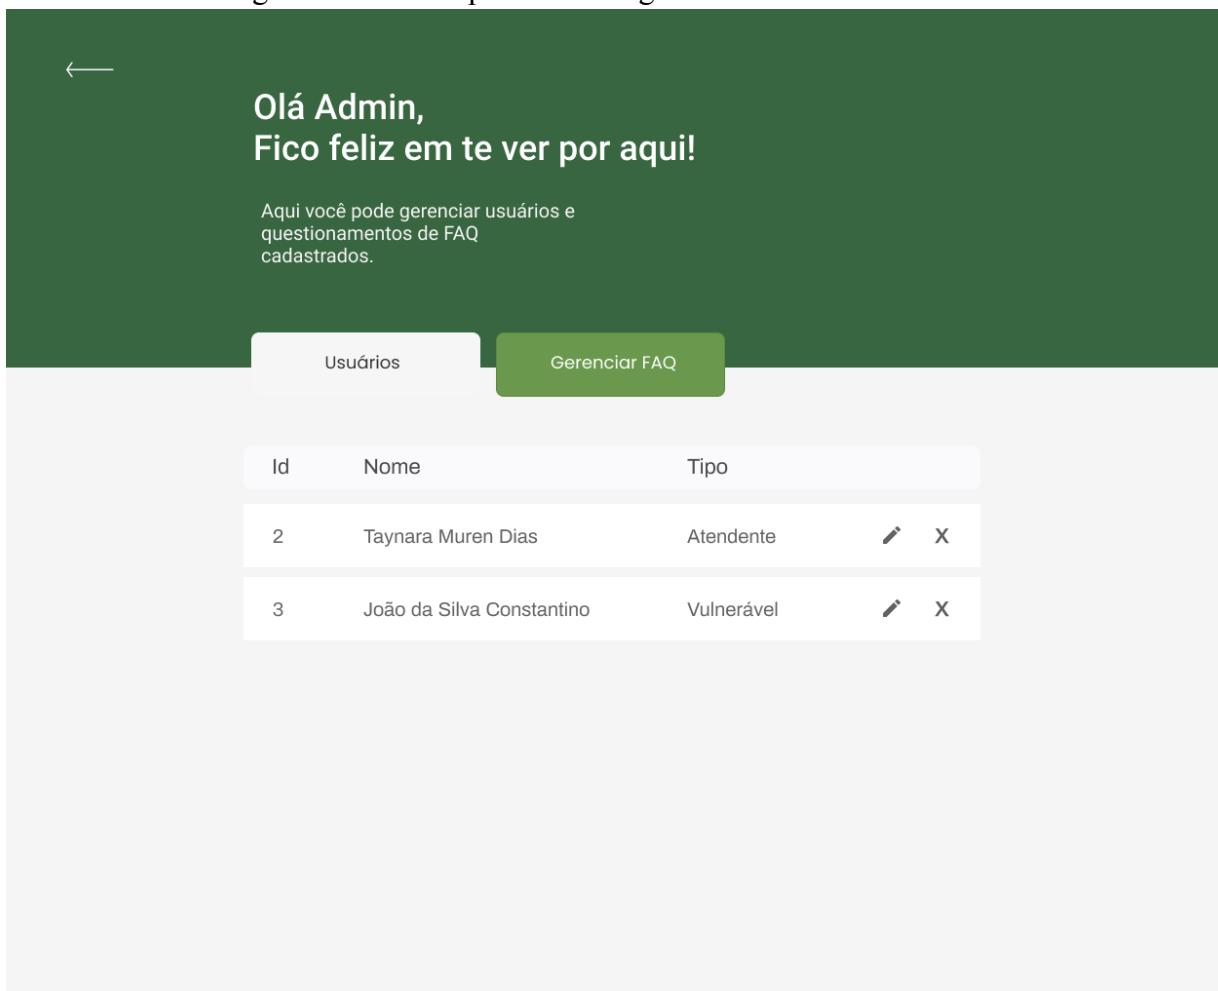 Olá Admin,
Fico feliz em te ver por aqui!
Aqui você pode gerenciar usuários e
questionamentos de FAQ
cadastrados.
Usuários
Gerenciar FAQ
Id Nome Tipo
2 Taynara Muren Dias Atendente X
3 João da Silva Constantino Vulnerável X